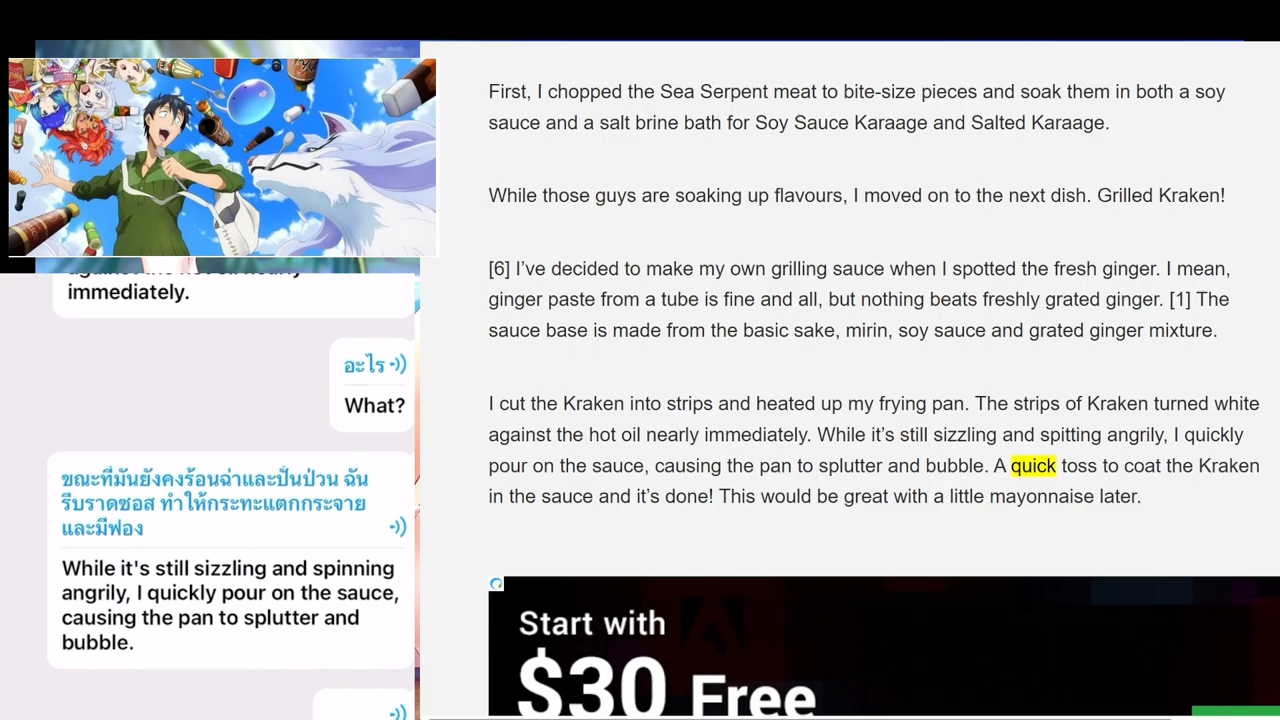 immediately.
อะไร
What?
ขณะที่มันยังคงร้อนฉ่าและปั่นป่วน ฉัน
รีบราดซอส ทำให้กระทะแตกกระจาย
และมีฟอง
While it's still sizzling and spinning
angrily, I quickly pour on the sauce,
causing the pan to splutter and
bubble.
First, I chopped the Sea Serpent meat to bite-size pieces and soak them in both a soy
sauce and a salt brine bath for Soy Sauce Karaage and Salted Karaage.
While those guys are soaking up flavours, I moved on to the next dish. Grilled Kraken!
[6] I’ve decided to make my own grilling sauce when I spotted the fresh ginger. I mean,
ginger paste from a tube is fine and all, but nothing beats freshly grated ginger. [1] The
sauce base is made from the basic sake, mirin, soy sauce and grated ginger mixture.
I cut the Kraken into strips and heated up my frying pan. The strips of Kraken turned white
against the hot oil nearly immediately. While it’s still sizzling and spitting angrily, I quickly
pour on the sauce, causing the pan to splutter and bubble. A quick toss to coat the Kraken
in the sauce and it’s done! This would be great with a little mayonnaise later.
Start with
$30 Free